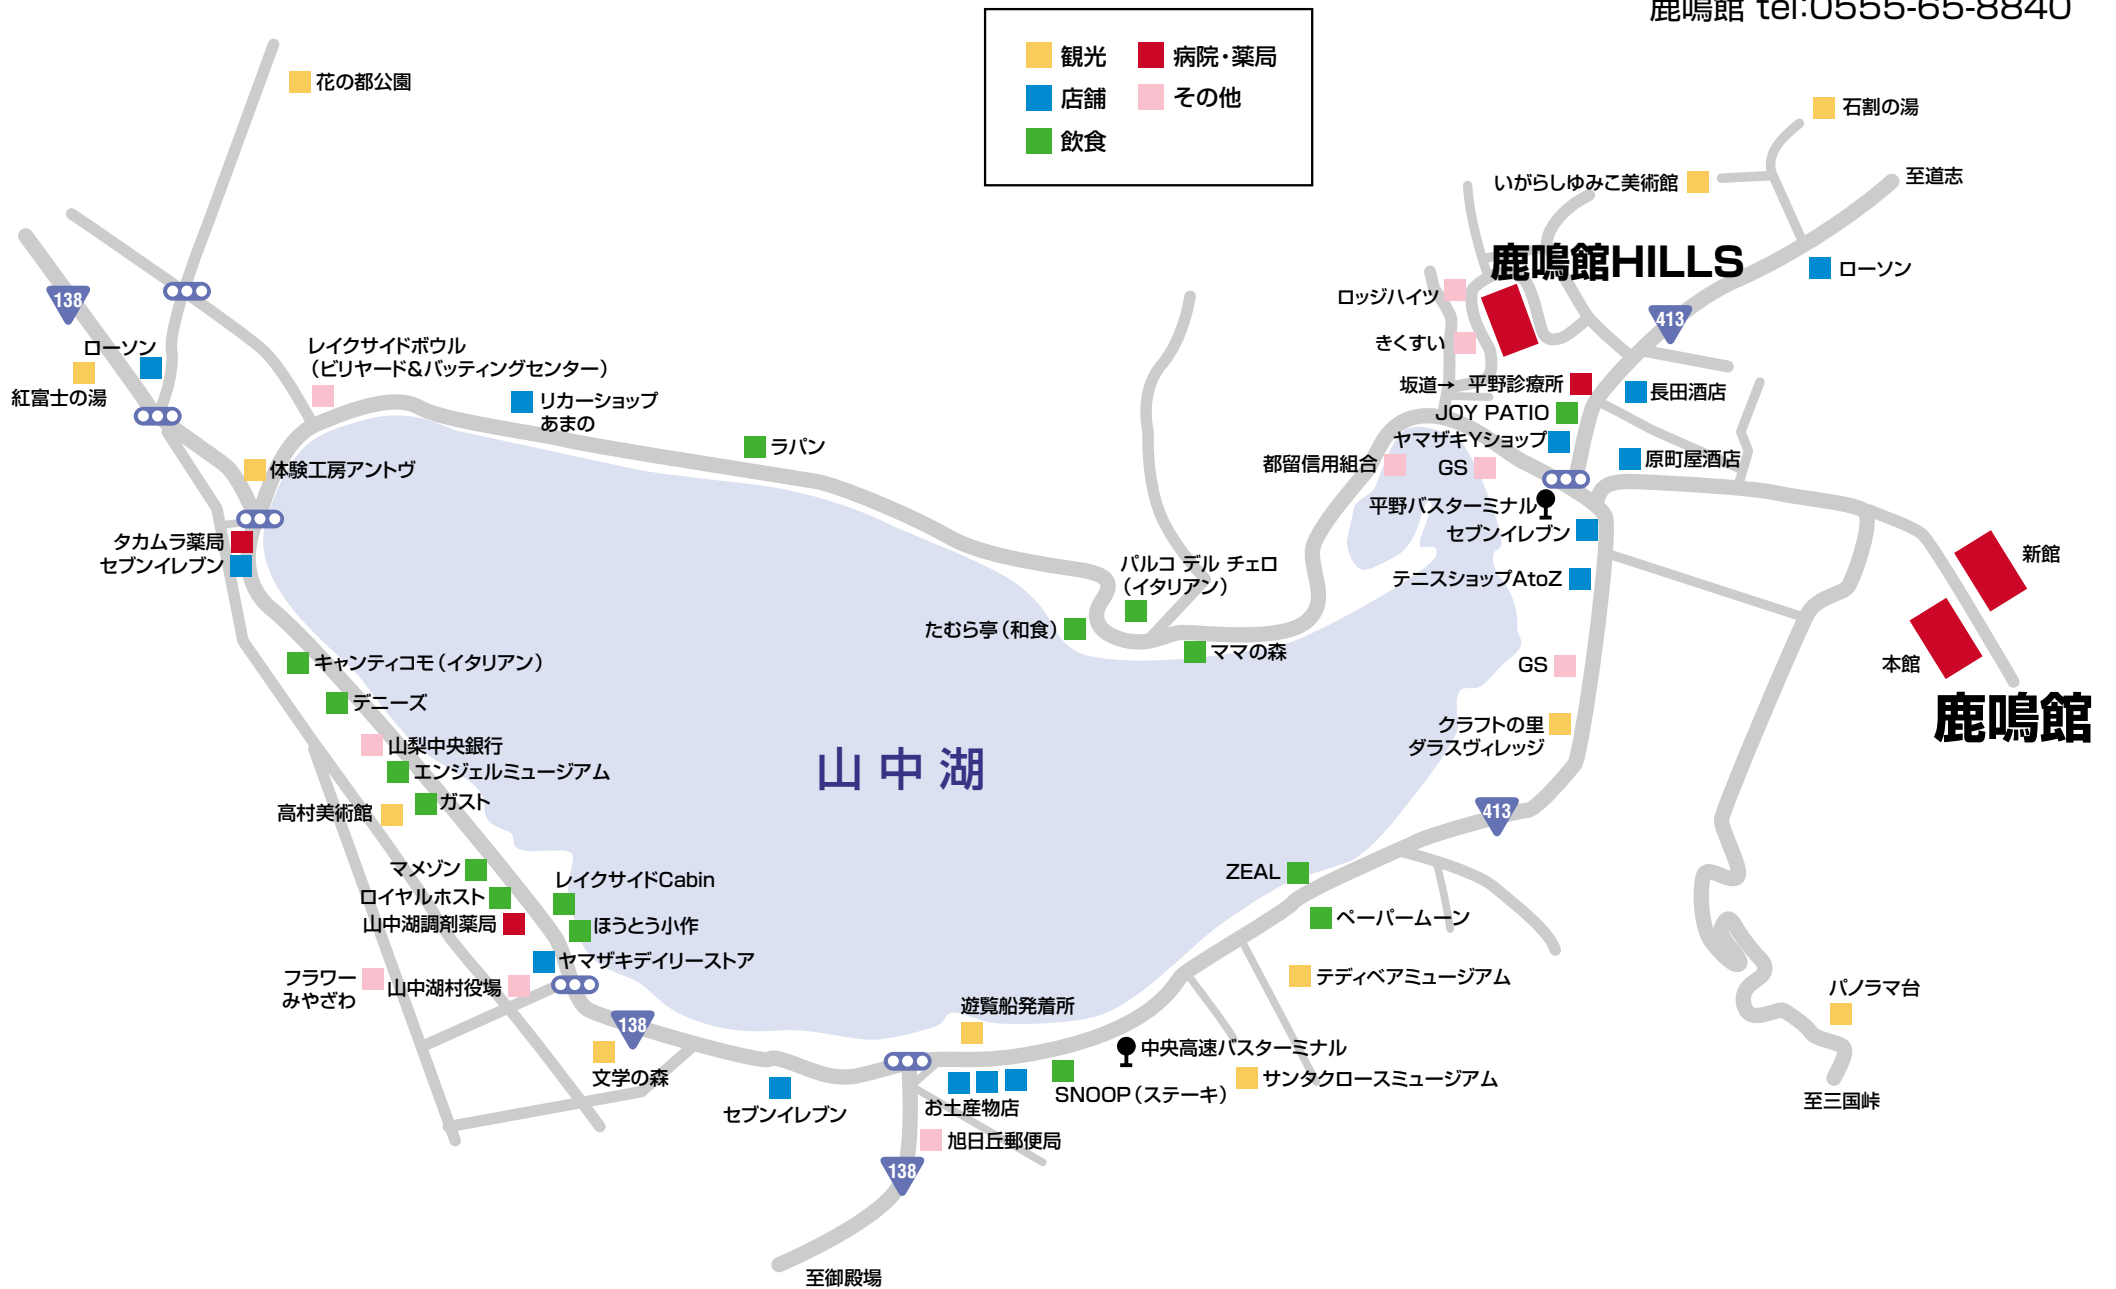 鹿鳴館 tel:0555-65-8840
観光
病院・薬局
店舗
その他
飲食
花の都公園
石割の湯
いがらしゆみこ美術館
至道志
鹿鳴館HILLS
ローソン
ロッジハイツ
138
413
ローソン
レイクサイドボウル
(ビリヤード&バッティングセンター)
きくすい
紅富士の湯
リカーショップ
あまの
坂道→ 平野診療所
長田酒店
JOY PATIO
ヤマザキYショップ
ラパン
体験工房アントヴ
都留信用組合
GS
原町屋酒店
平野バスターミナル
セブンイレブン
タカムラ薬局
セブンイレブン
パルコ デル チェロ
(イタリアン)
テニスショップAtoZ
新館
たむら亭(和食)
ママの森
キャンティコモ(イタリアン)
GS
本館
デニーズ
鹿鳴館
クラフトの里
ダラスヴィレッジ
山梨中央銀行
エンジェルミュージアム
山中湖
ガスト
高村美術館
413
マメゾン
レイクサイドCabin
ZEAL
ロイヤルホスト
山中湖調剤薬局
ほうとう小作
ペーパームーン
ヤマザキデイリーストア
フラワー
みやざわ
山中湖村役場
テディベアミュージアム
パノラマ台
遊覧船発着所
138
中央高速バスターミナル
文学の森
サンタクロースミュージアム
SNOOP(ステーキ)
お土産物店
セブンイレブン
至三国峠
旭日丘郵便局
138
至御殿場